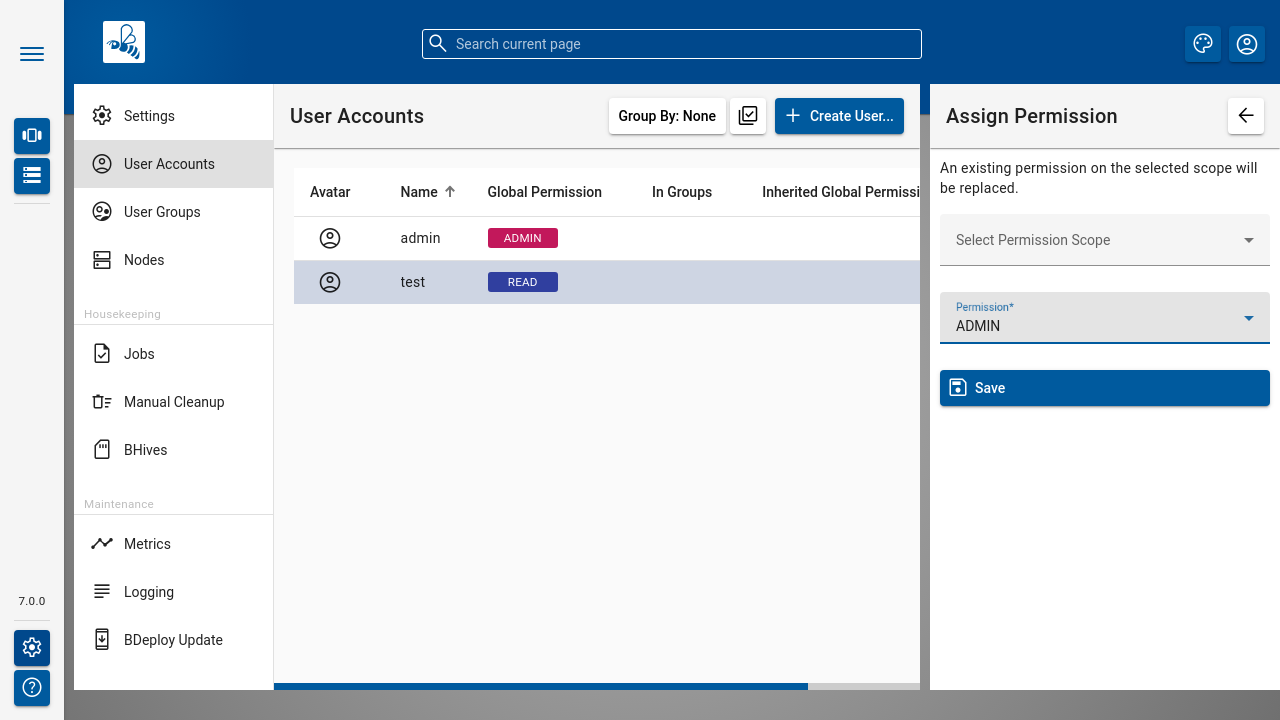 Search current page
Settings
User Accounts
User Groups
Nodes
Housekeeping
Jobs
Manual Cleanup
BHives
Maintenance
Metrics
Logging
BDeploy Update
7.0.0
User Accounts
Group By: None
Create User...
Avatar Name Global Permission In Groups Inherited Global Permissi
admin ADMIN
test READ
Assign Permission
An existing permission on the selected scope will
be replaced.
Select Permission Scope
Permission*
ADMIN
Save